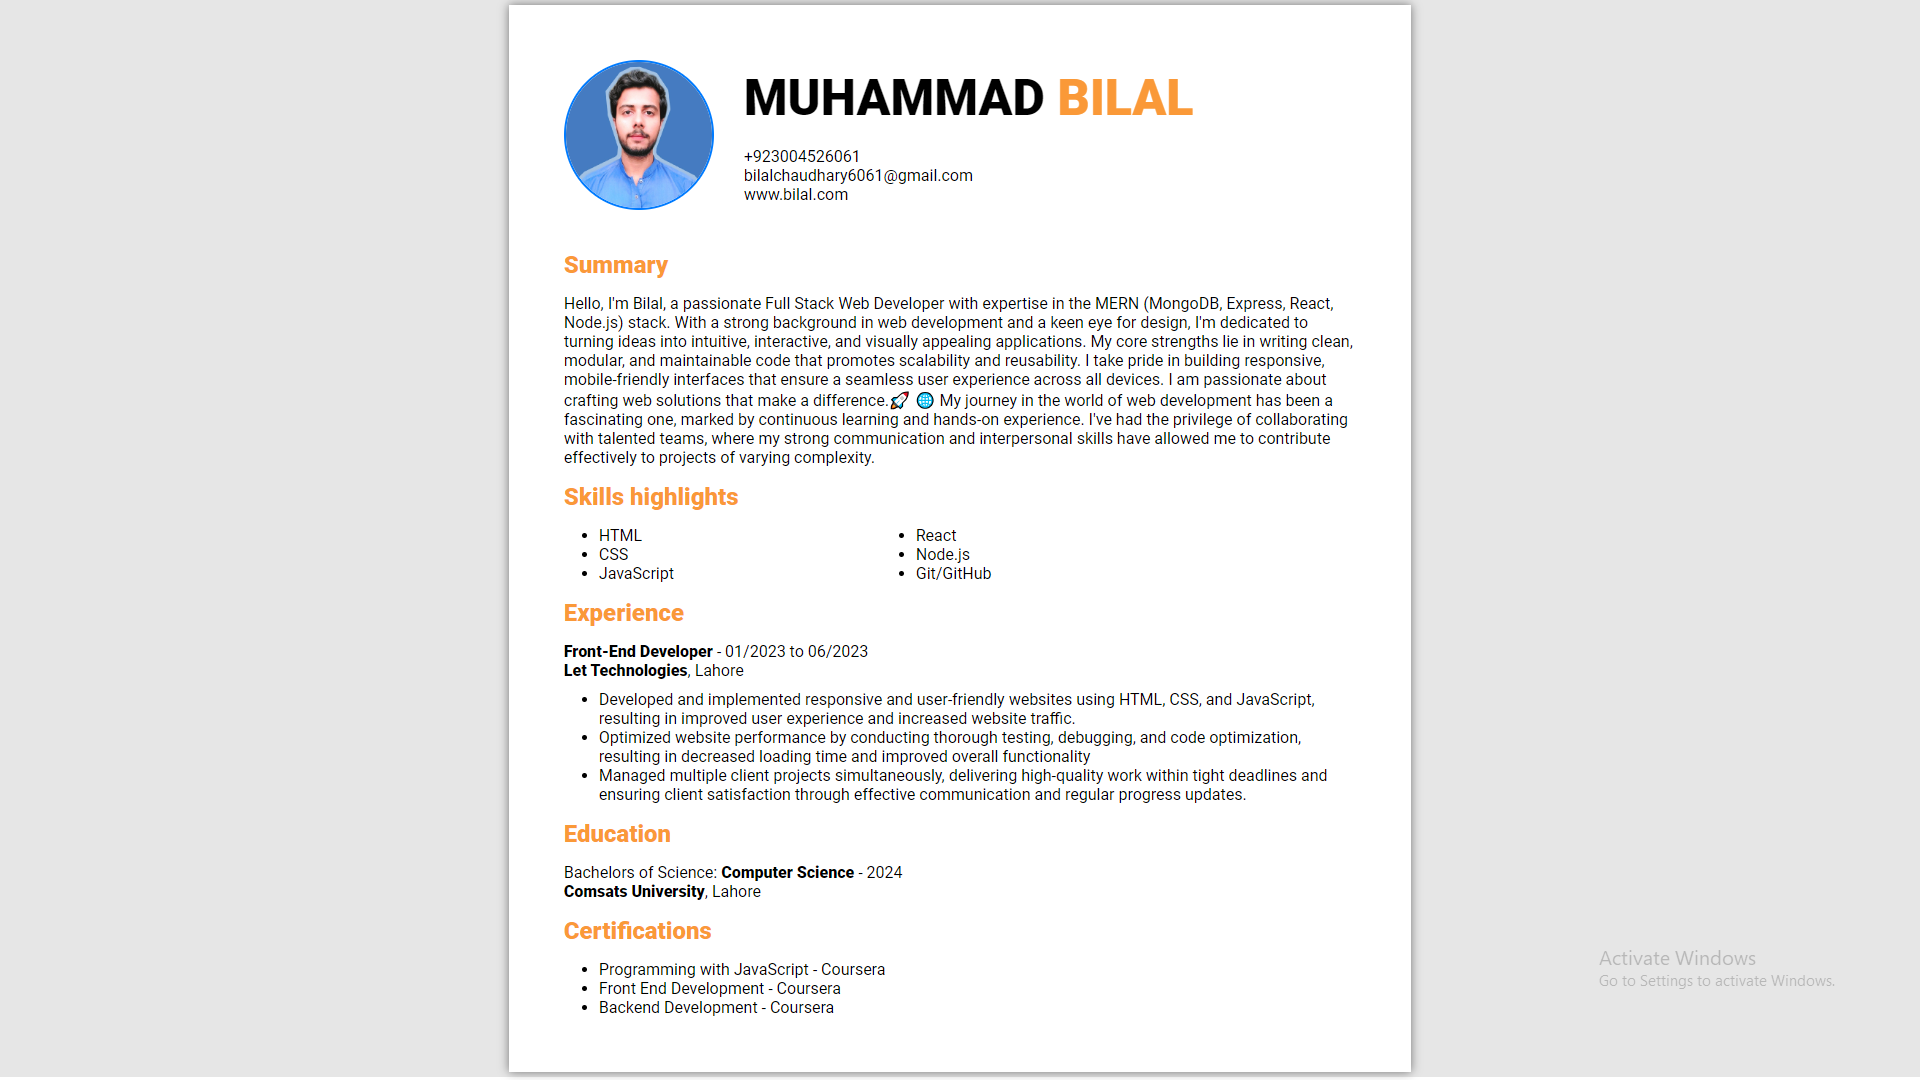 MUHAMMAD BILAL
+923004526061
bilalchaudhary6061@gmail.com
www.bilal.com
Summary
Hello, I'm Bilal, a passionate Full Stack Web Developer with expertise in the MERN (MongoDB, Express, React,
Node.js) stack. With a strong background in web development and a keen eye for design, I'm dedicated to
turning ideas into intuitive, interactive, and visually appealing applications. My core strengths lie in writing clean,
modular, and maintainable code that promotes scalability and reusability. I take pride in building responsive,
mobile-friendly interfaces that ensure a seamless user experience across all devices. I am passionate about
crafting web solutions that make a difference.🚀 🌐 My journey in the world of web development has been a
fascinating one, marked by continuous learning and hands-on experience. I've had the privilege of collaborating
with talented teams, where my strong communication and interpersonal skills have allowed me to contribute
effectively to projects of varying complexity.
Skills highlights
• HTML
• CSS
• JavaScript
• React
• Node.js
• Git/GitHub
Experience
Front-End Developer - 01/2023 to 06/2023
Let Technologies, Lahore
• Developed and implemented responsive and user-friendly websites using HTML, CSS, and JavaScript,
resulting in improved user experience and increased website traffic.
• Optimized website performance by conducting thorough testing, debugging, and code optimization,
resulting in decreased loading time and improved overall functionality
• Managed multiple client projects simultaneously, delivering high-quality work within tight deadlines and
ensuring client satisfaction through effective communication and regular progress updates.
Education
Bachelors of Science: Computer Science - 2024
Comsats University, Lahore
Certifications
• Programming with JavaScript - Coursera
• Front End Development - Coursera
• Backend Development - Coursera
Activate Windows
Go to Settings to activate Windows.